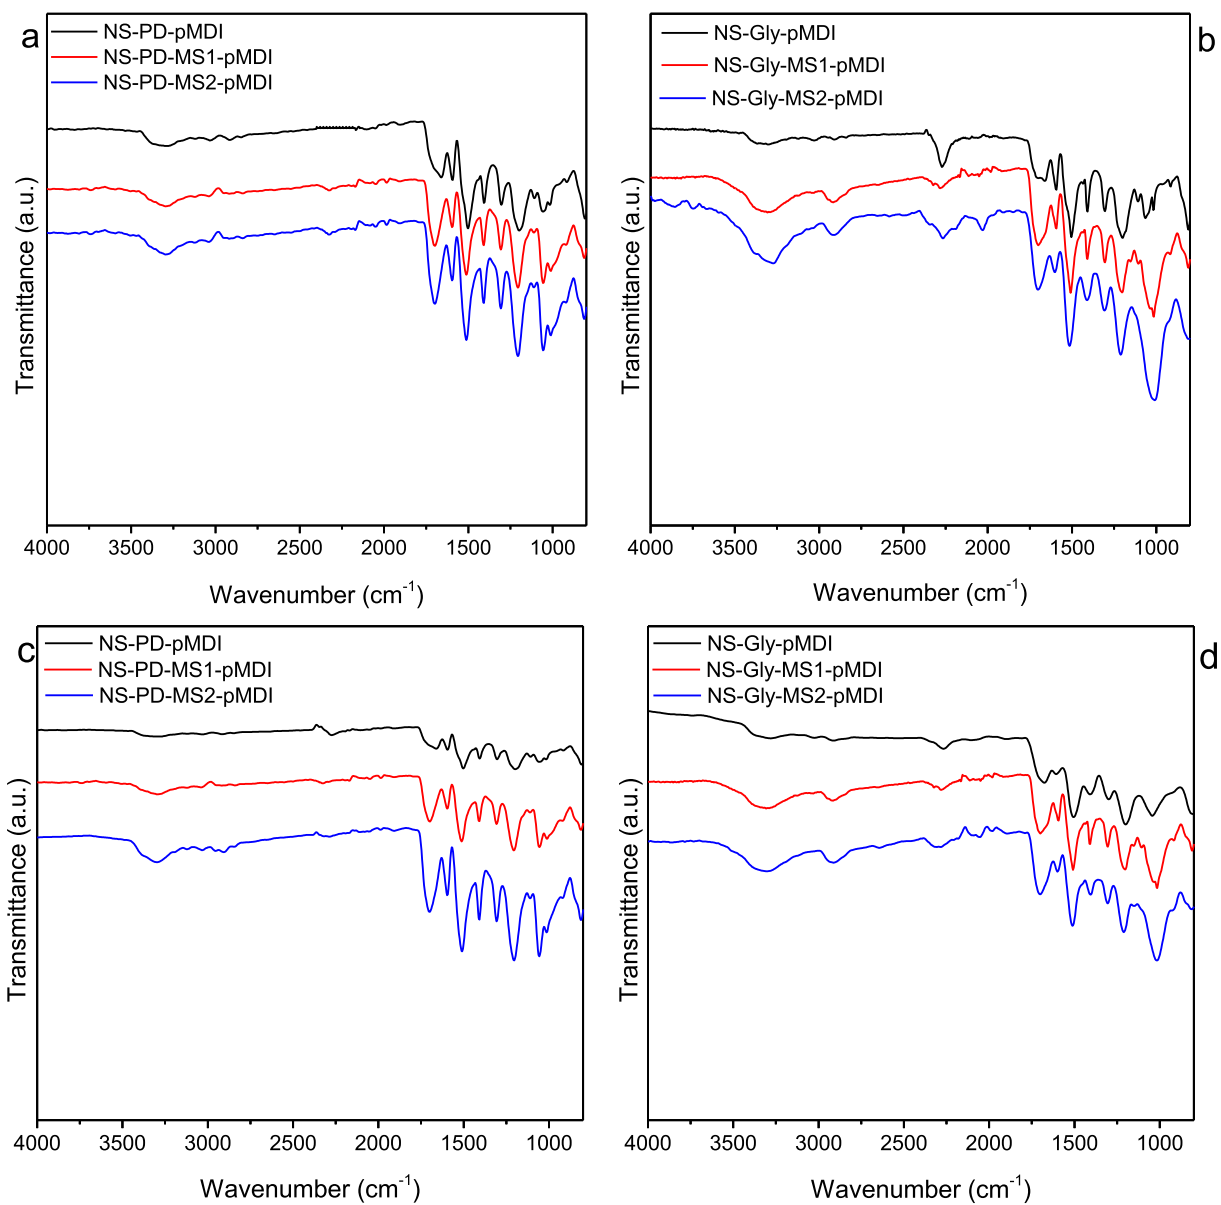 a
NS-PD-pMDI
NS-PD-MS1-pMDI
NS-PD-MS2-pMDI
Transmittance (a.u.)
4000 3500 3000 2500 2000 1500 1000
Wavenumber (cm⁻¹)
b
NS-Gly-pMDI
NS-Gly-MS1-pMDI
NS-Gly-MS2-pMDI
Transmittance (a.u.)
4000 3500 3000 2500 2000 1500 1000
Wavenumber (cm⁻¹)
c
NS-PD-pMDI
NS-PD-MS1-pMDI
NS-PD-MS2-pMDI
Transmittance (a.u.)
4000 3500 3000 2500 2000 1500 1000
Wavenumber (cm⁻¹)
d
NS-Gly-pMDI
NS-Gly-MS1-pMDI
NS-Gly-MS2-pMDI
Transmittance (a.u.)
4000 3500 3000 2500 2000 1500 1000
Wavenumber (cm⁻¹)